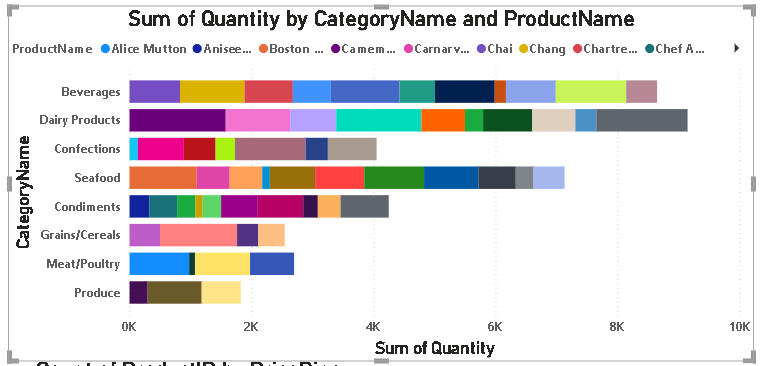 Sum of Quantity by CategoryName and ProductName
ProductName Alice Mutton Anisee... Boston ... Camem... Carnarv... Chai Chang Chartre... Chef A...
CategoryName
Beverages
Dairy Products
Confections
Seafood
Condiments
Grains/Cereals
Meat/Poultry
Produce
0K 2K 4K 6K 8K 10K
Sum of Quantity